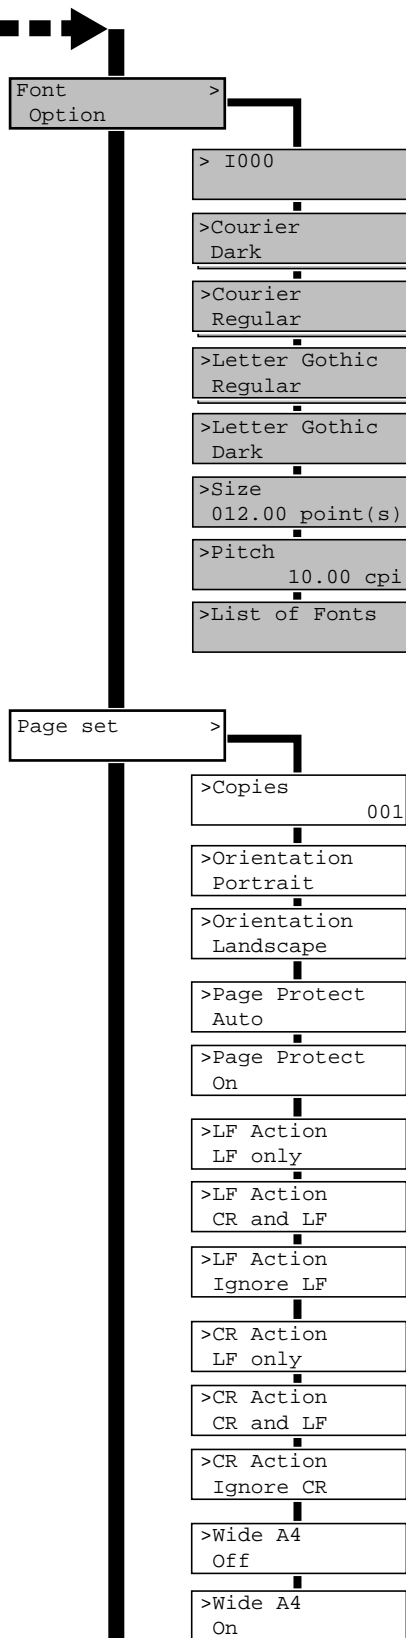 Font >
Option
> I000
>Courier
Dark
>Courier
Regular
>Letter Gothic
Regular
>Letter Gothic
Dark
>Size
012.00 point(s)
>Pitch
10.00 cpi
>List of Fonts
Page set >
>Copies
001
>Orientation
Portrait
>Orientation
Landscape
>Page Protect
Auto
>Page Protect
On
>LF Action
LF only
>LF Action
CR and LF
>LF Action
Ignore LF
>CR Action
LF only
>CR Action
CR and LF
>CR Action
Ignore CR
>Wide A4
Off
>Wide A4
On